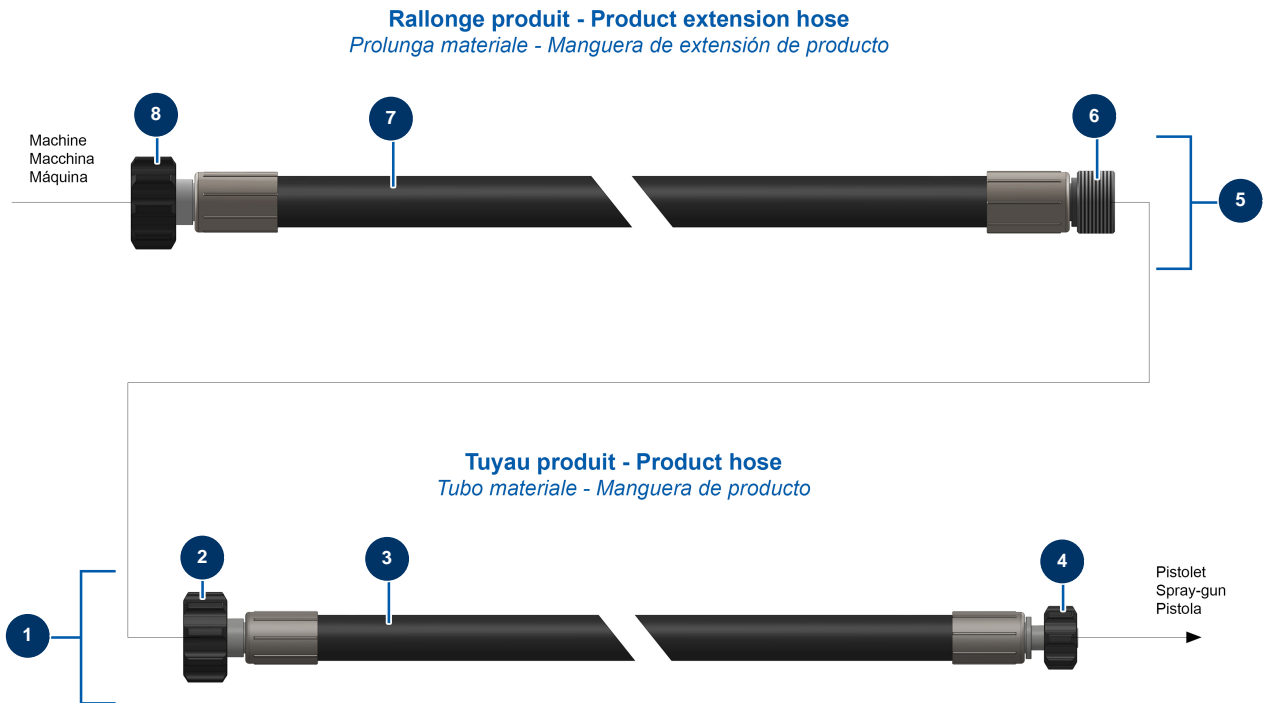 Rallonge produit - Product extension hose
Prolunga materiale - Manguera de extensión de producto
8
7
6
Machine
Macchina
Máquina
5
Tuyau produit - Product hose
Tubo materiale - Manguera de producto
2
3
4
Pistolet
Spray-gun
Pistola
1